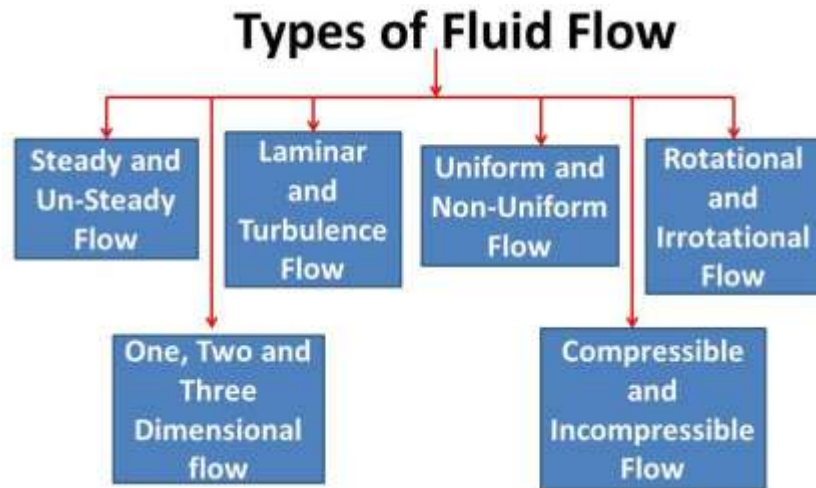 Types of Fluid Flow
Steady and
Un-Steady
Flow
Laminar
and
Turbulence
Flow
Uniform and
Non-Uniform
Flow
Rotational
and
Irrotational
Flow
One, Two and
Three
Dimensional
flow
Compressible
and
Incompressible
Flow